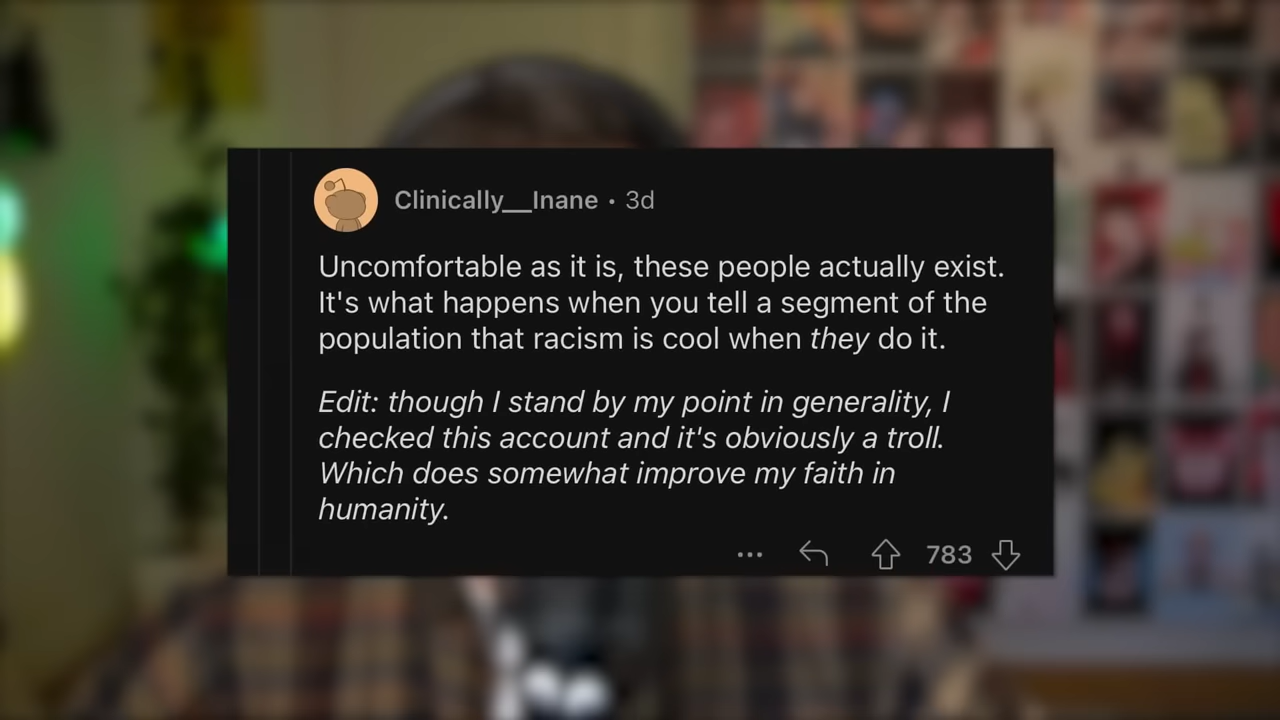 Clinically__Inane • 3d
Uncomfortable as it is, these people actually exist.
It's what happens when you tell a segment of the
population that racism is cool when they do it.
Edit: though I stand by my point in generality, I
checked this account and it's obviously a troll.
Which does somewhat improve my faith in
humanity.
783